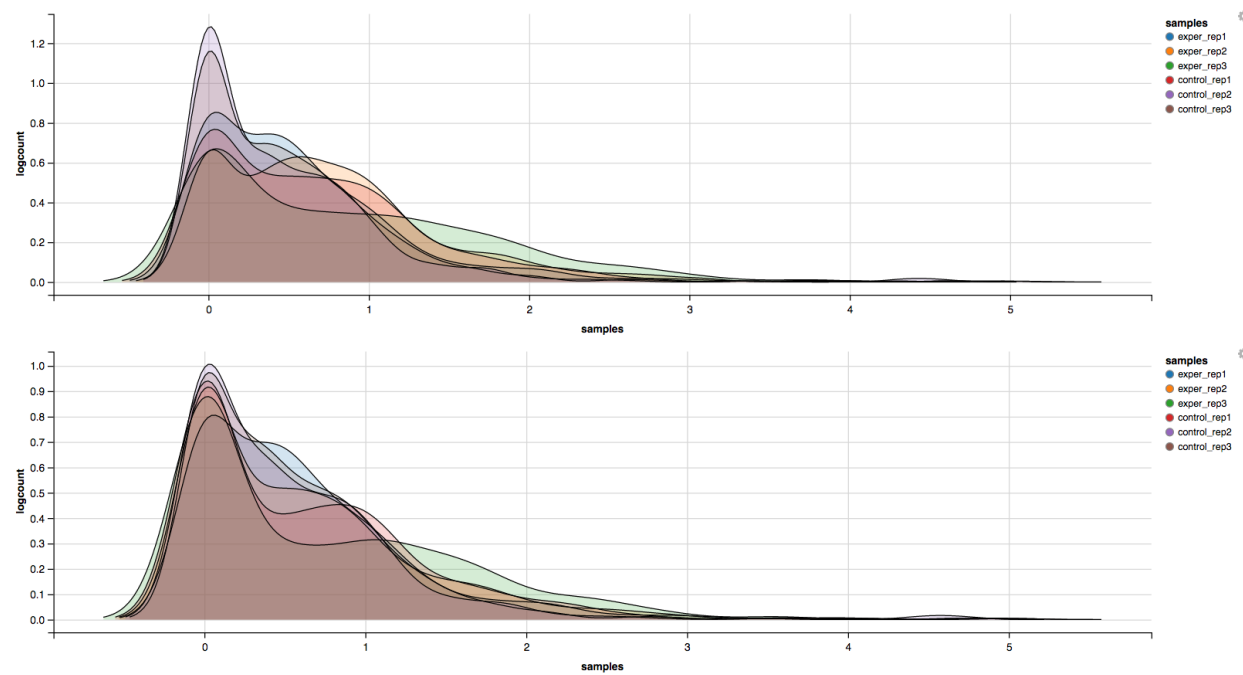 samples
exper_rep1
exper_rep2
exper_rep3
control_rep1
control_rep2
control_rep3
1.2
1.0
0.8
0.6
0.4
0.2
0.0
logcount
0 1 2 3 4 5
samples
samples
exper_rep1
exper_rep2
exper_rep3
control_rep1
control_rep2
control_rep3
1.0
0.9
0.8
0.7
0.6
0.5
0.4
0.3
0.2
0.1
0.0
logcount
0 1 2 3 4 5
samples